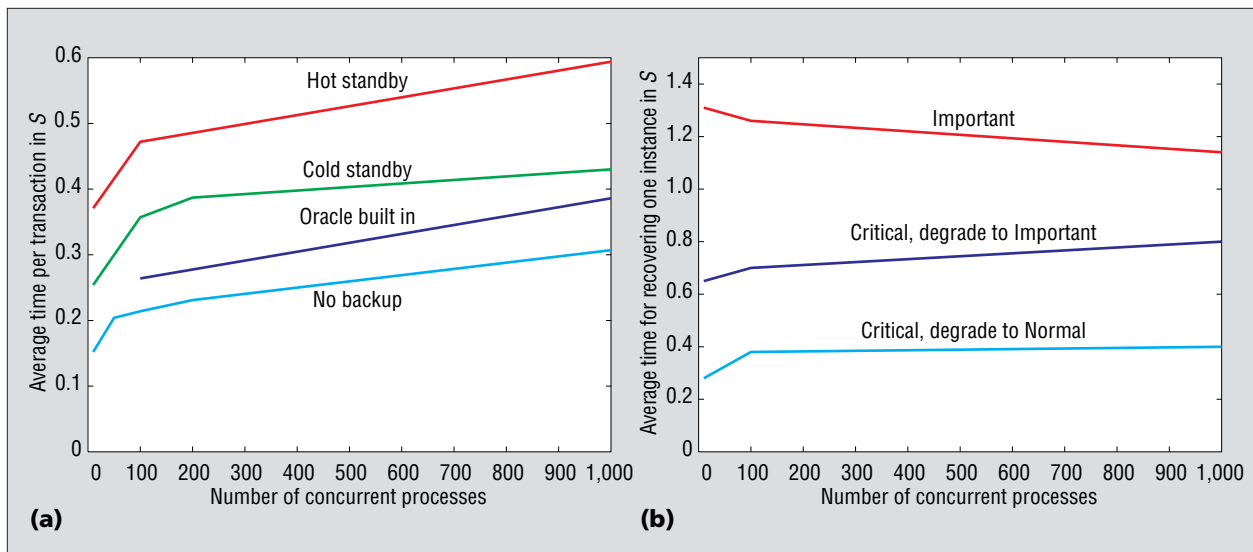 Average time per transaction in S
0.6
0.5
0.4
0.3
0.2
0.1
0
Hot standby
Cold standby
Oracle built in
No backup
0 100 200 300 400 500 600 700 800 900 1,000
Number of concurrent processes
(a)
Average time for recovering one instance in S
1.4
1.2
1.0
0.8
0.6
0.4
0.2
0
Important
Critical, degrade to Important
Critical, degrade to Normal
0 100 200 300 400 500 600 700 800 900 1,000
Number of concurrent processes
(b)